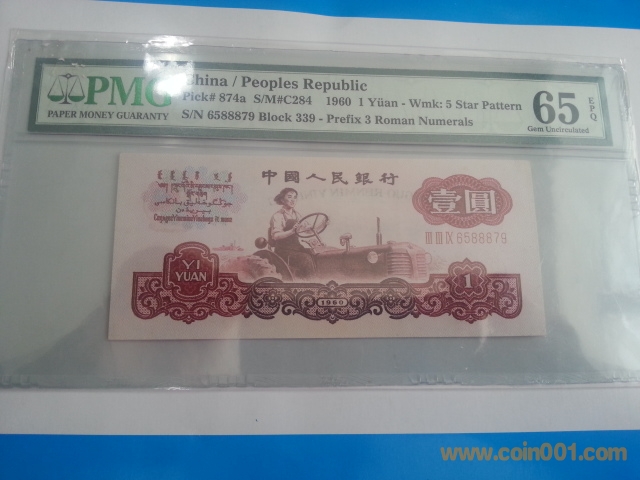 PMG
PAPER MONEY GUARANTY
China / Peoples Republic
Pick# 874a S/M#C284 1960 1 Yüan - Wmk: 5 Star Pattern
S/N 6588879 Block 339 - Prefix 3 Roman Numerals
65 EPQ
Gem Uncirculated
中國人民銀行
壹圓
III III IX 6588879
YI
YUAN
1960
1
www.coin001.com